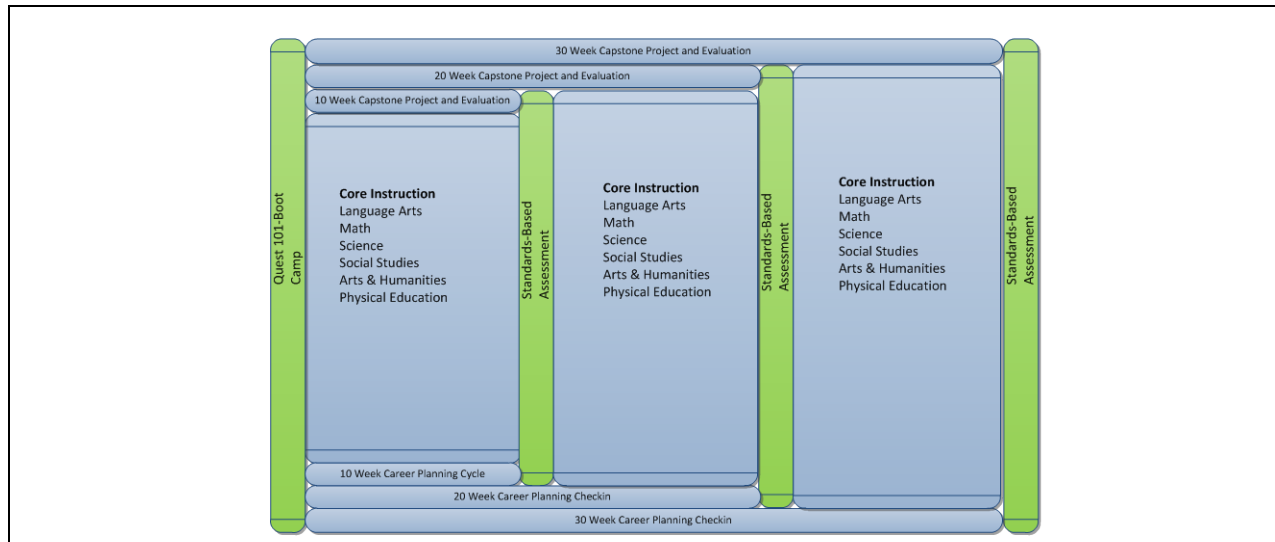 30 Week Capstone Project and Evaluation
20 Week Capstone Project and Evaluation
10 Week Capstone Project and Evaluation
Quest 101-Boot
Camp
Core Instruction
Language Arts
Math
Science
Social Studies
Arts & Humanities
Physical Education
Standards-Based
Assessment
Core Instruction
Language Arts
Math
Science
Social Studies
Arts & Humanities
Physical Education
Standards-Based
Assessment
Core Instruction
Language Arts
Math
Science
Social Studies
Arts & Humanities
Physical Education
Standards-Based
Assessment
10 Week Career Planning Cycle
20 Week Career Planning Checkin
30 Week Career Planning Checkin